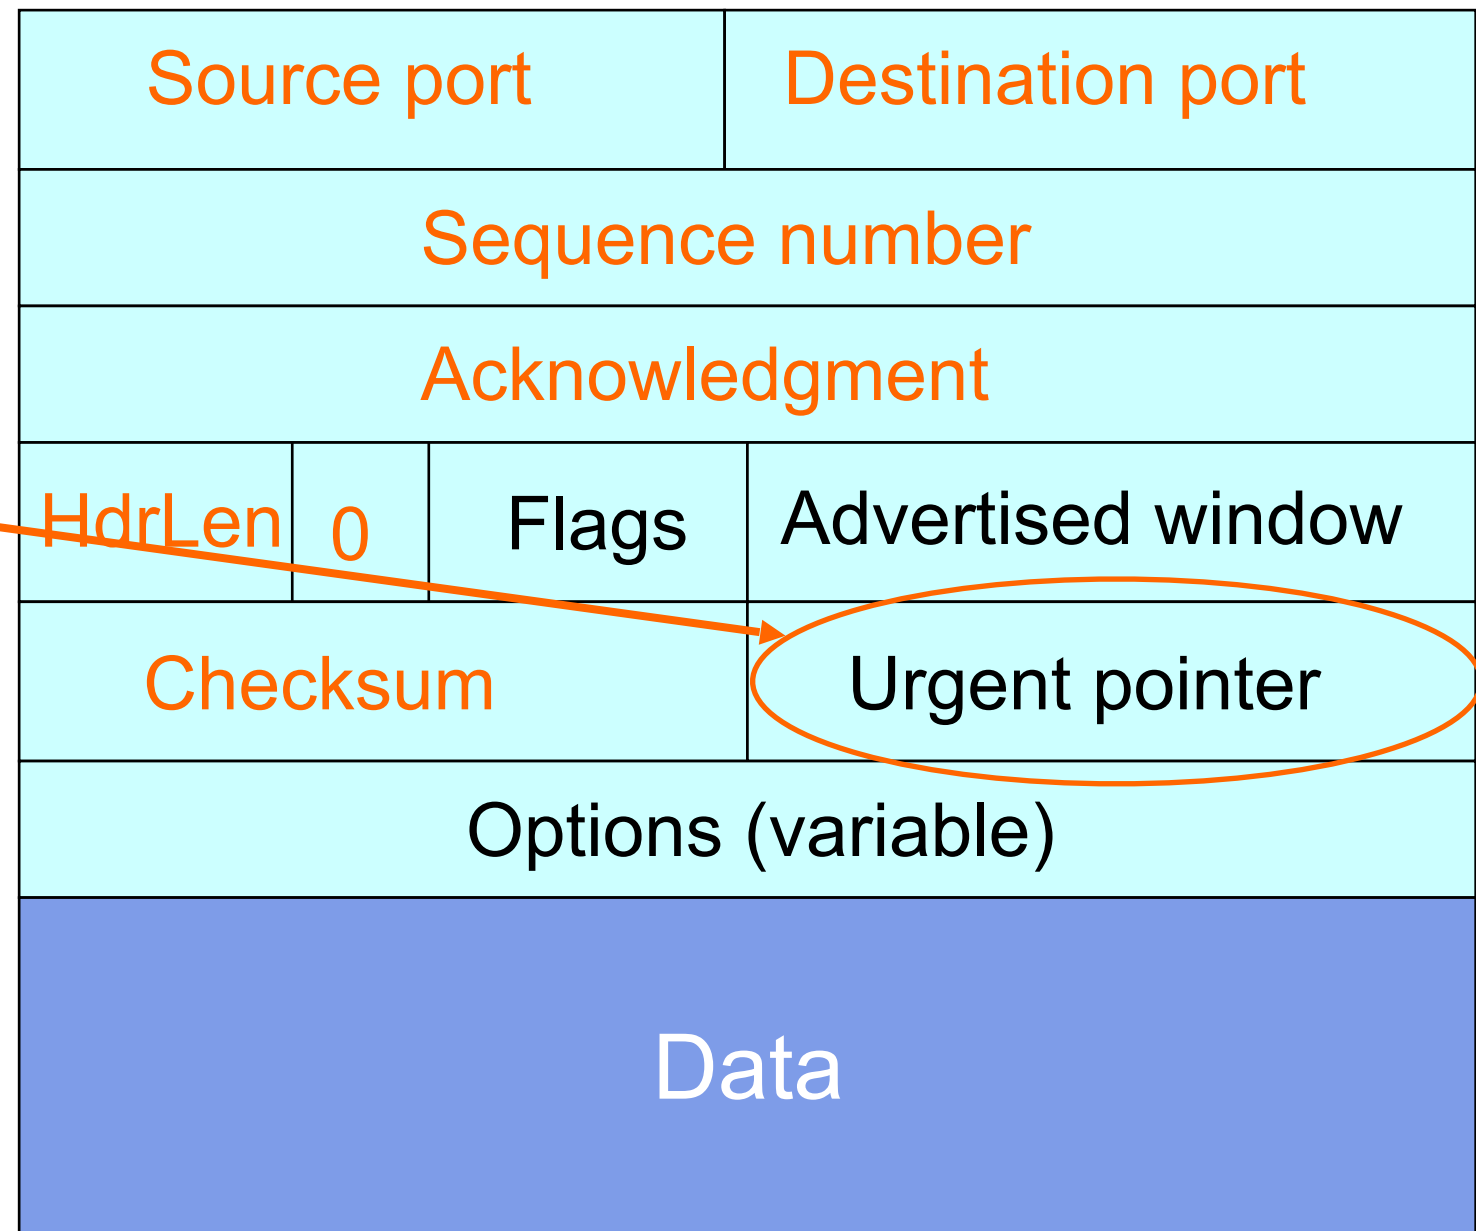 Source port Destination port
Sequence number
Acknowledgment
HdrLen 0 Flags Advertised window
Checksum Urgent pointer
Options (variable)
Data